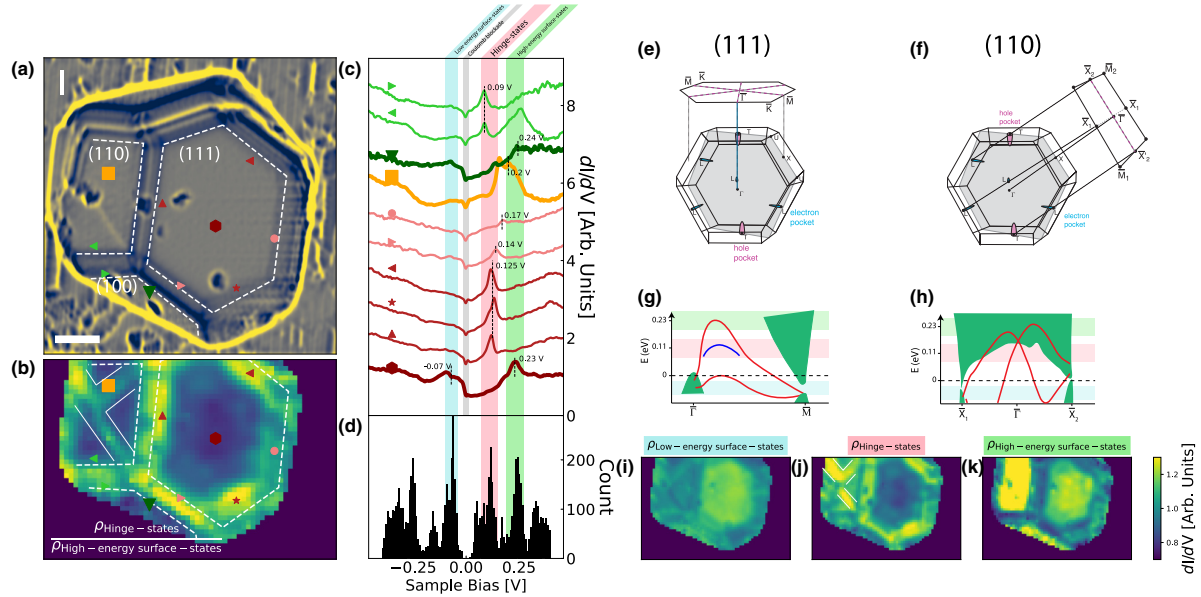 Low-energy surface-states
Coulomb blockade
Hinge-states
High-energy surface-states
(a)
(110)
(111)
(100)
(b)
ρHinge − states
ρHigh − energy surface − states
(c)
0.09 V
0.24 V
0.2 V
0.17 V
0.14 V
0.125 V
-0.07 V
0.23 V
8
6
4
2
0
dI/dV [Arb. Units]
(d)
200
100
0
Count
−0.50
−0.25
0.00
0.25
Sample Bias [V]
(e)
(111)
M̅
K̅
Γ̅
K̅
M̅
hole
pocket
T
U
X
L
L
Γ
electron
pocket
hole
pocket
T
(f)
(110)
X̅2
M̅2
X̅1
Γ̅
X̅1
X̅2
M̅1
hole
pocket
T
X
L
L
Γ
electron
pocket
T
(g)
E (eV)
0.23
0.11
0
Γ̅
M̅
(h)
E (eV)
0.23
0.11
0
X̅1
Γ̅
X̅2
(i)
ρLow − energy surface − states
(j)
ρHinge − states
(k)
ρHigh − energy surface − states
1.2
1.0
0.8
dI/dV [Arb. Units]